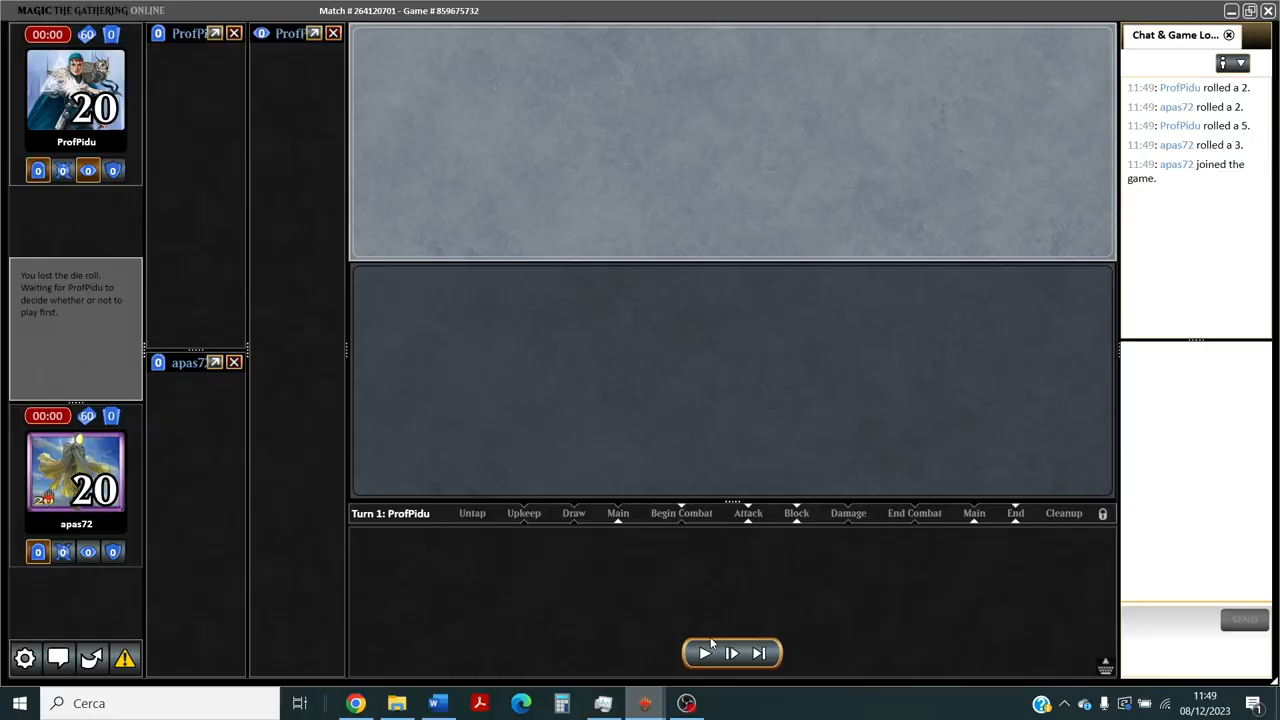 MAGIC THE GATHERING ONLINE
Match # 264120701 - Game # 859675732
00:00 60 0
20
ProfPidu
0 0 0 0
You lost the die roll.
Waiting for ProfPidu to
decide whether or not to
play first.
00:00 60 0
20
apas72
0 0 0 0
0 ProfPi
0 ProfP
0 apas72
Turn 1: ProfPidu
Untap Upkeep Draw Main Begin Combat Attack Block Damage End Combat Main End Cleanup
Chat & Game Lo...
11:49: ProfPidu rolled a 2.
11:49: apas72 rolled a 2.
11:49: ProfPidu rolled a 5.
11:49: apas72 rolled a 3.
11:49: apas72 joined the
game.
SEND
Cerca
11:49
08/12/2023
1